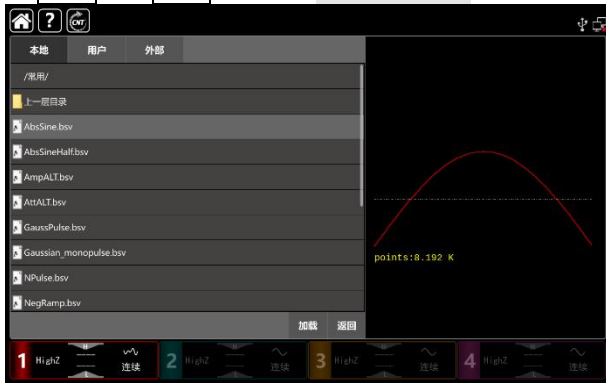 ? CNT
本地 用户 外部
/常用/
上一层目录
AbsSine.bsv
AbsSineHalf.bsv
AmpALT.bsv
AttALT.bsv
GaussPulse.bsv
Gaussian_monopulse.bsv
NPulse.bsv
NegRamp.bsv
points:8.192 K
加载 返回
1 HighZ H L 连续 2 HighZ H L 连续 3 HighZ H L 连续 4 HighZ H L 连续